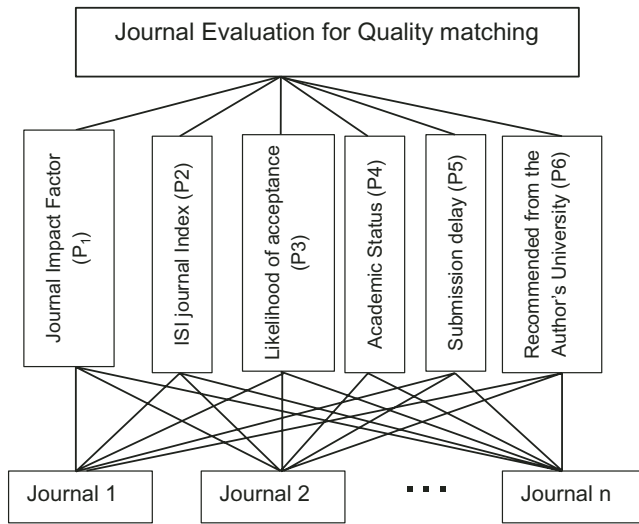 Journal Evaluation for Quality matching
Journal Impact Factor
(P1)
ISI journal Index (P2)
Likelihood of acceptance
(P3)
Academic Status (P4)
Submission delay (P5)
Recommended from the
Author's University (P6)
Journal 1
Journal 2
...
Journal n